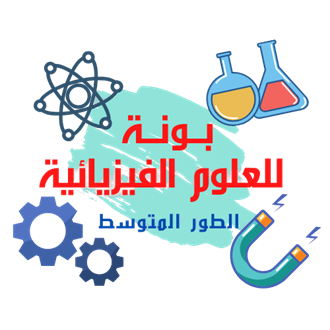 بونة
للعلوم الفيزيائية
الطور المتوسط